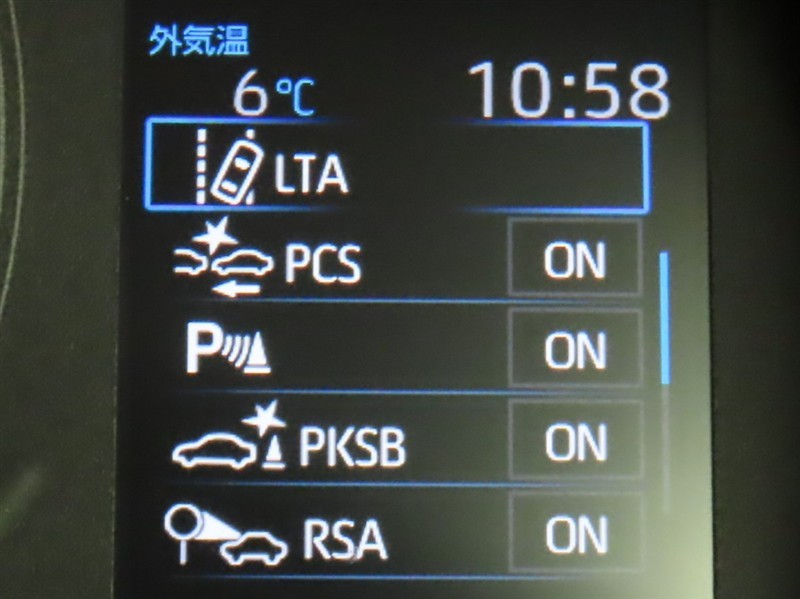 外気温
6℃ 10:58
LTA
PCS ON
P ON
PKSB ON
RSA ON